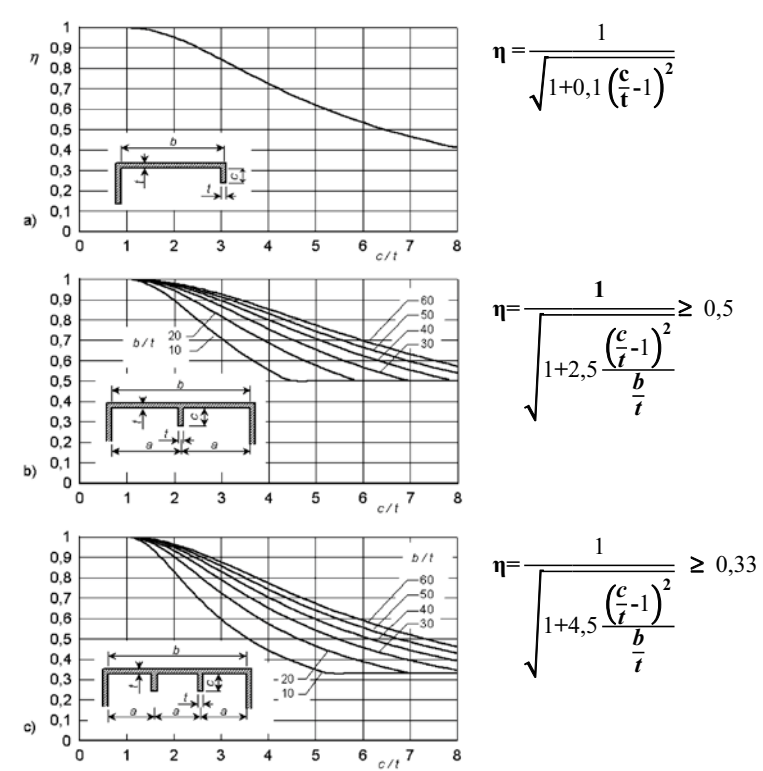 η
1
0,9
0,8
0,7
0,6
0,5
0,4
0,3
0,2
0,1
0
0 1 2 3 4 5 6 7 8
c/t
b
t
t
c
a)
η = 1 / √1+0,1 (c/t-1)²
1
0,9
0,8
0,7
0,6
0,5
0,4
0,3
0,2
0,1
0
0 1 2 3 4 5 6 7 8
c/t
b/t
20
10
60
50
40
30
b
t
t
c
a a
b)
η= 1 / √1+2,5 (c/t-1)² / b/t ≥ 0,5
1
0,9
0,8
0,7
0,6
0,5
0,4
0,3
0,2
0,1
0
0 1 2 3 4 5 6 7 8
c/t
b/t
60
50
40
30
20
10
b
t
t
c
a a a
c)
η= 1 / √1+4,5 (c/t-1)² / b/t ≥ 0,33